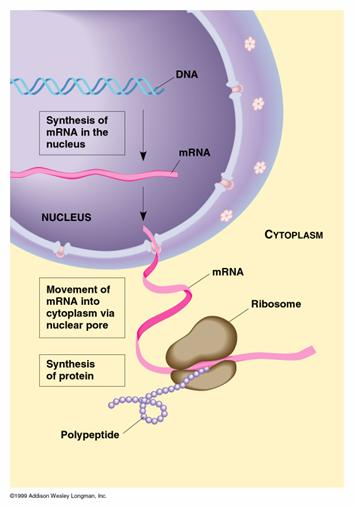 DNA
Synthesis of
mRNA in the
nucleus
mRNA
NUCLEUS
CYTOPLASM
mRNA
Movement of
mRNA into
cytoplasm via
nuclear pore
Ribosome
Synthesis
of protein
Polypeptide
©1999 Addison Wesley Longman, Inc.